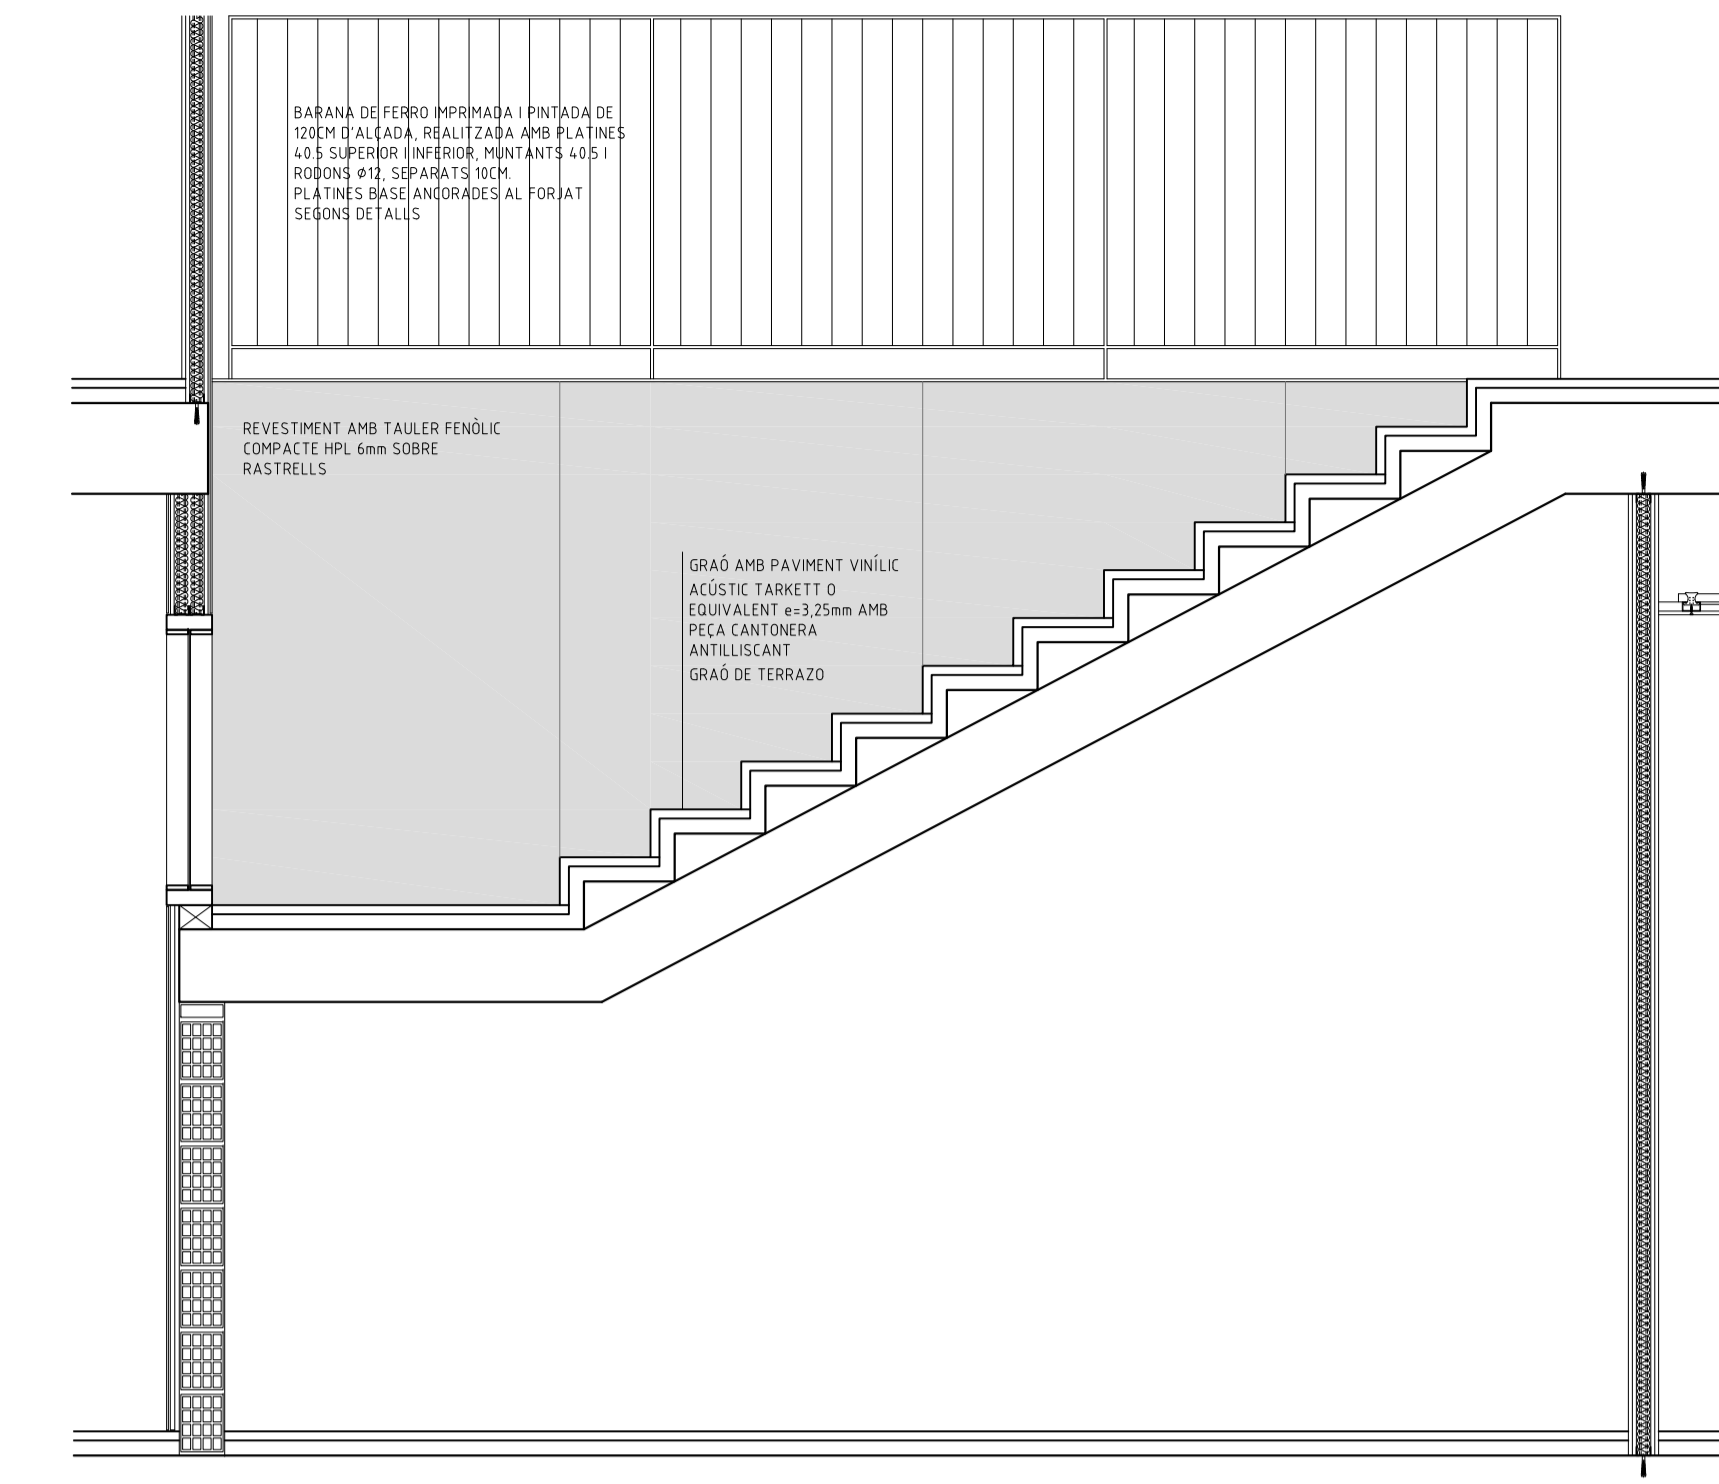 BARANA DE FERRO IMPRIMADA I PINTADA DE
120CM D'ALÇADA, REALITZADA AMB PLATINES
40.5 SUPERIOR I INFERIOR, MUNTANTS 40.5 I
RODONS Ø12, SEPARATS 10CM.
PLATINES BASE ANCORADES AL FORJAT
SEGONS DETALLS
REVESTIMENT AMB TAULER FENÒLIC
COMPACTE HPL 6mm SOBRE
RASTRELLS
GRAÓ AMB PAVIMENT VINÍLIC
ACÚSTIC TARKETT O
EQUIVALENT e=3,25mm AMB
PEÇA CANTONERA
ANTILLISCANT
GRAÓ DE TERRAZO